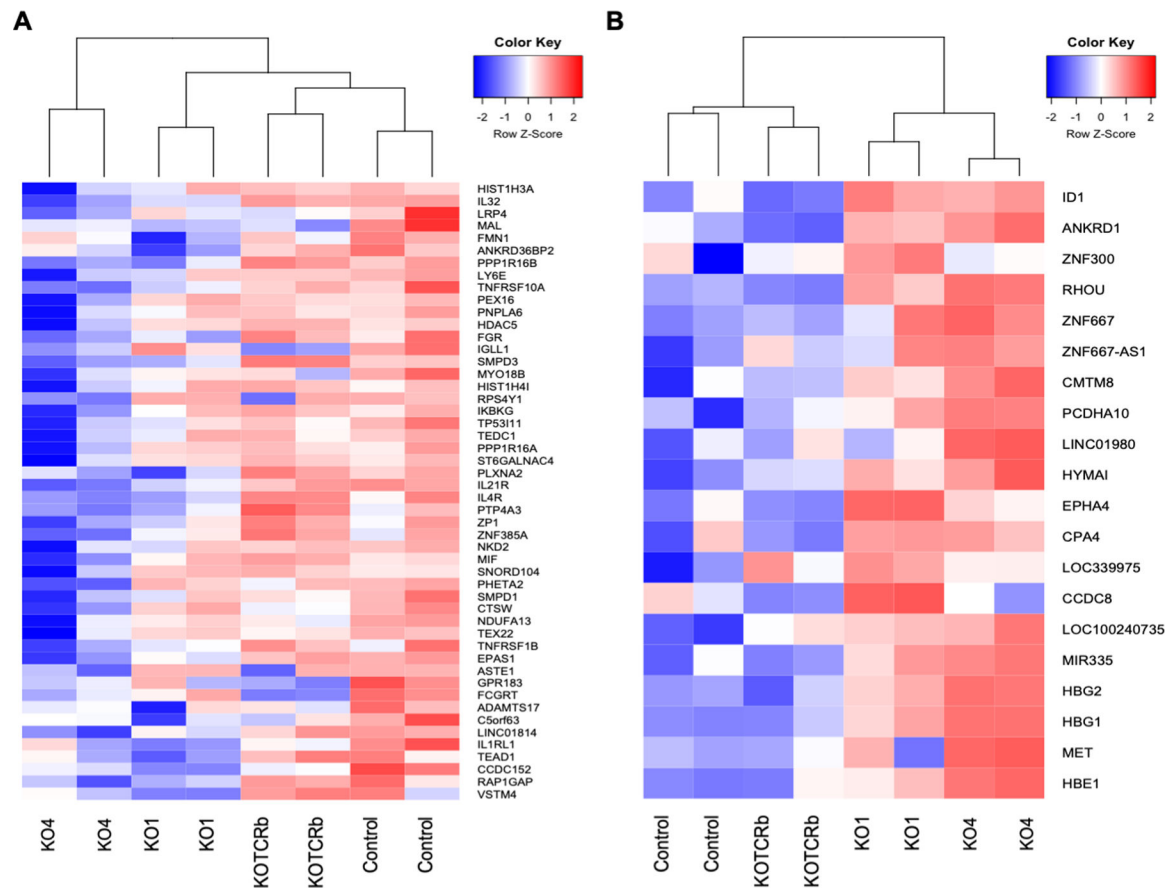 A
Color Key
-2 -1 0 1 2
Row Z-Score
HIST1H3A
IL32
LRP4
MAL
FMN1
ANKRD36BP2
PPP1R16B
LY6E
TNFRSF10A
PEX16
PNPLA6
HDAC5
FGR
IGLL1
SMPD3
MYO18B
HIST1H4I
RPS4Y1
IKBKG
TP53I11
TEDC1
PPP1R16A
ST6GALNAC4
PLXNA2
IL21R
IL4R
PTP4A3
ZP1
ZNF385A
NKD2
MIF
SNORD104
PHETA2
SMPD1
CTSW
NDUFA13
TEX22
TNFRSF1B
EPAS1
ASTE1
GPR183
FCGRT
ADAMTS17
C5orf63
LINC01814
IL1RL1
TEAD1
CCDC152
RAP1GAP
VSTM4
KO4
KO4
KO1
KO1
KOTCRb
KOTCRb
Control
Control
B
Color Key
-2 -1 0 1 2
Row Z-Score
ID1
ANKRD1
ZNF300
RHOU
ZNF667
ZNF667-AS1
CMTM8
PCDHA10
LINC01980
HYMAI
EPHA4
CPA4
LOC339975
CCDC8
LOC100240735
MIR335
HBG2
HBG1
MET
HBE1
Control
Control
KOTCRb
KOTCRb
KO1
KO1
KO4
KO4